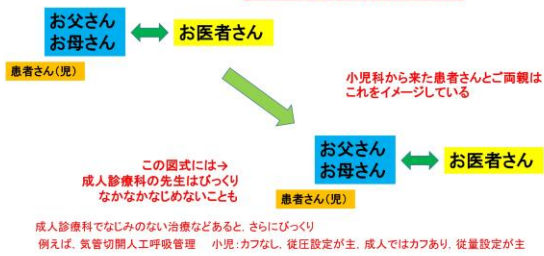 お父さん
お母さん
お医者さん
患者さん(児)
小児科から来た患者さんとご両親は
これをイメージしている
お父さん
お母さん
お医者さん
患者さん(児)
この図式には→
成人診療科の先生はびっくり
なかなかなじめないことも
成人診療科でなじみのない治療などあると、さらにびっくり
例えば、気管切開人工呼吸管理　小児:カフなし、従圧設定が主、成人ではカフあり、従量設定が主